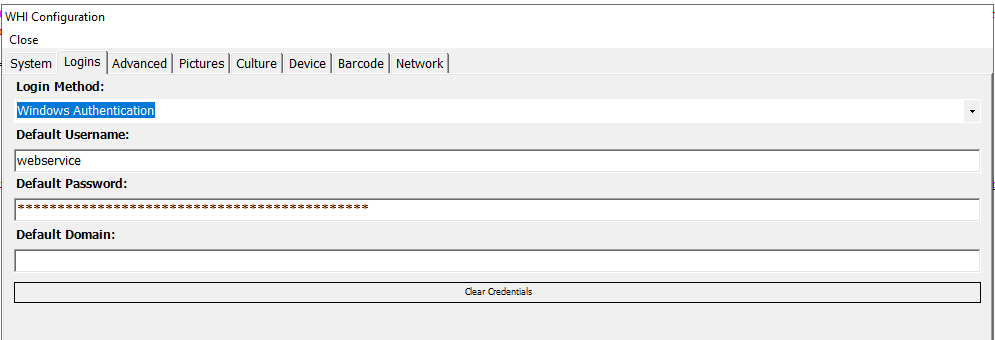 WHI Configuration
Close
System Logins Advanced Pictures Culture Device Barcode Network
Login Method:
Windows Authentication
Default Username:
webservice
Default Password:
********************************************
Default Domain:
Clear Credentials